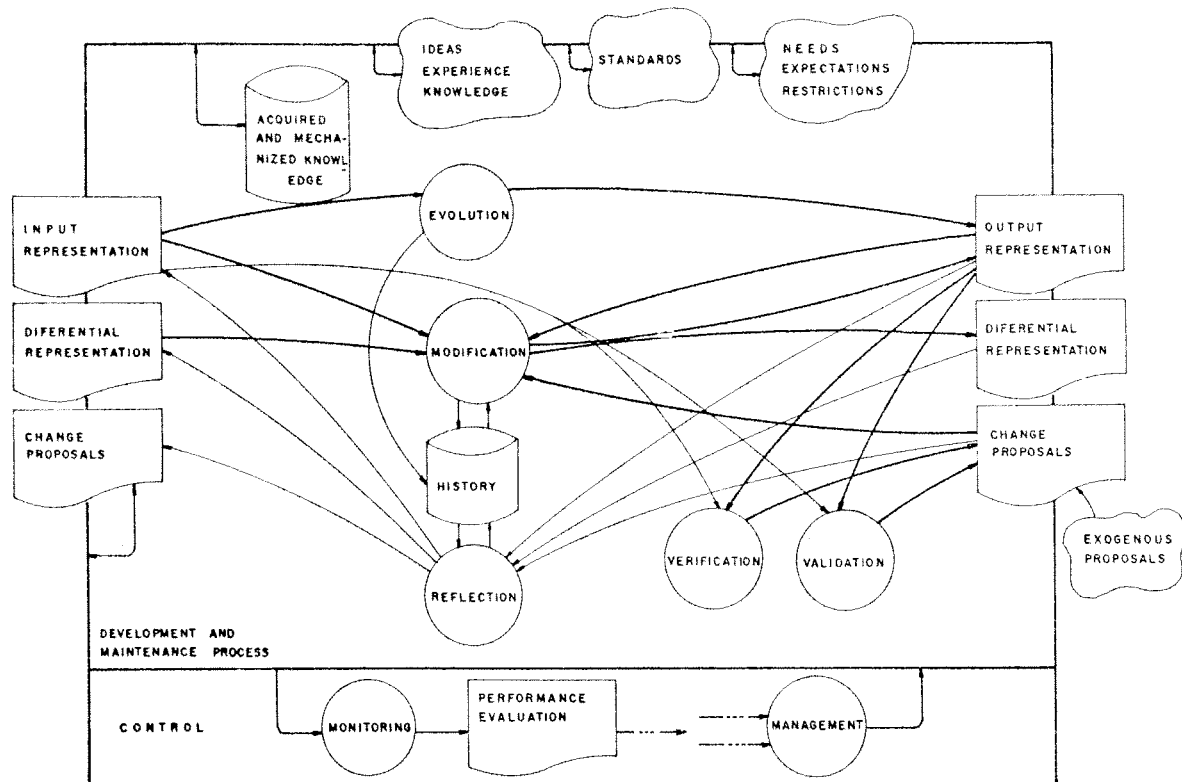 IDEAS
EXPERIENCE
KNOWLEDGE
STANDARDS
NEEDS
EXPECTATIONS
RESTRICTIONS
ACQUIRED
AND MECHA-
NIZED KNOWL
EDGE
INPUT
REPRESENTATION
EVOLUTION
OUTPUT
REPRESENTATION
DIFERENTIAL
REPRESENTATION
MODIFICATION
DIFERENTIAL
REPRESENTATION
CHANGE
PROPOSALS
CHANGE
PROPOSALS
HISTORY
EXOGENOUS
PROPOSALS
VERIFICATION
VALIDATION
REFLECTION
DEVELOPMENT AND
MAINTENANCE PROCESS
CONTROL
MONITORING
PERFORMANCE
EVALUATION
MANAGEMENT